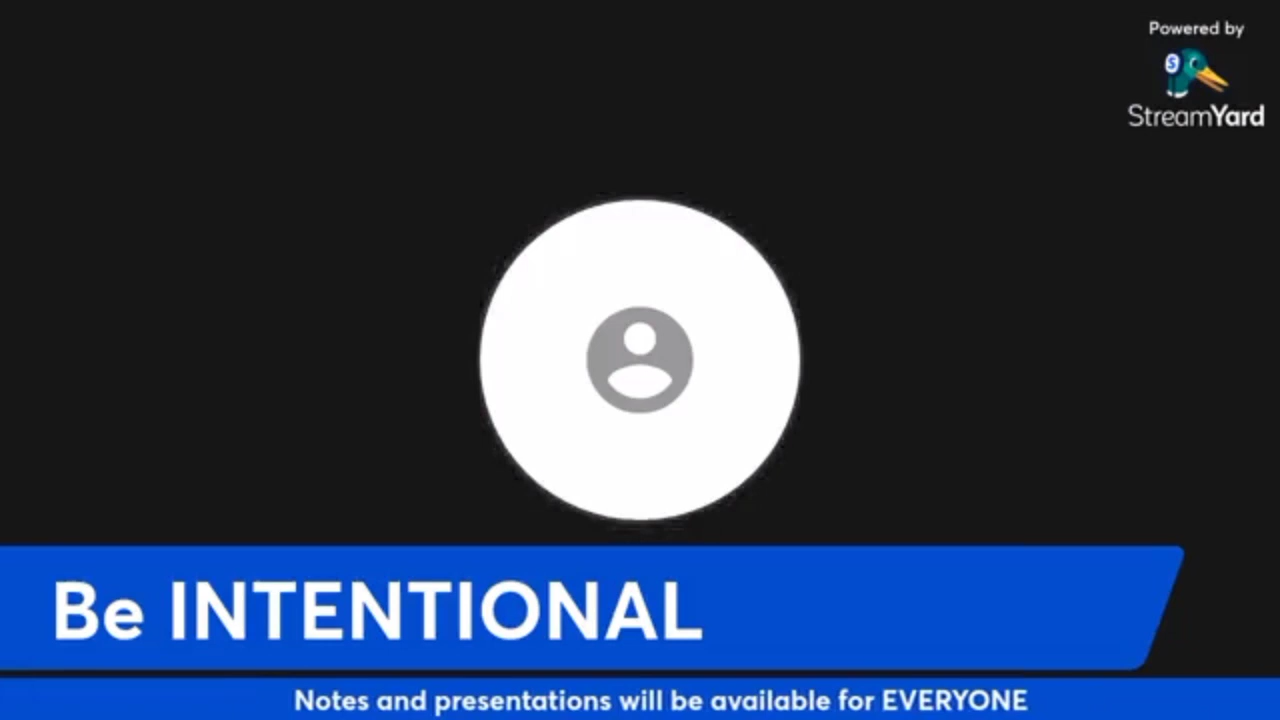 Powered by
StreamYard
Be INTENTIONAL
Notes and presentations will be available for EVERYONE